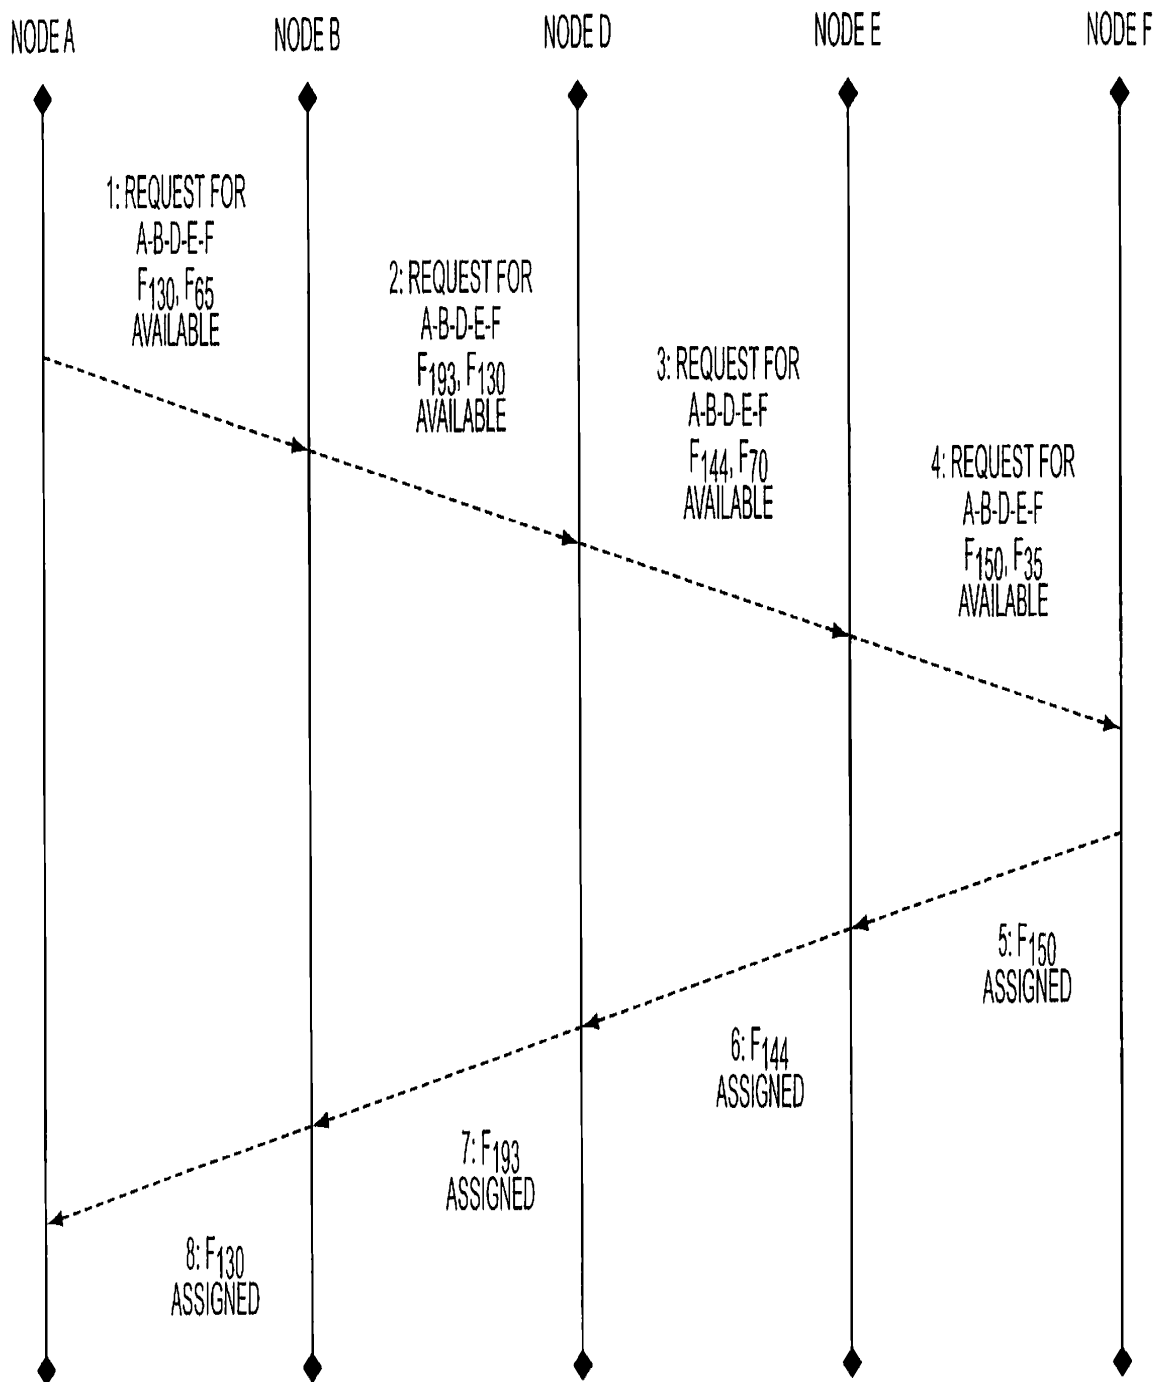 NODE A
NODE B
NODE D
NODE E
NODE F
1: REQUEST FOR
A-B-D-E-F
F130, F65
AVAILABLE
2: REQUEST FOR
A-B-D-E-F
F193, F130
AVAILABLE
3: REQUEST FOR
A-B-D-E-F
F144, F70
AVAILABLE
4: REQUEST FOR
A-B-D-E-F
F150, F35
AVAILABLE
5: F150
ASSIGNED
6: F144
ASSIGNED
7: F193
ASSIGNED
8: F130
ASSIGNED